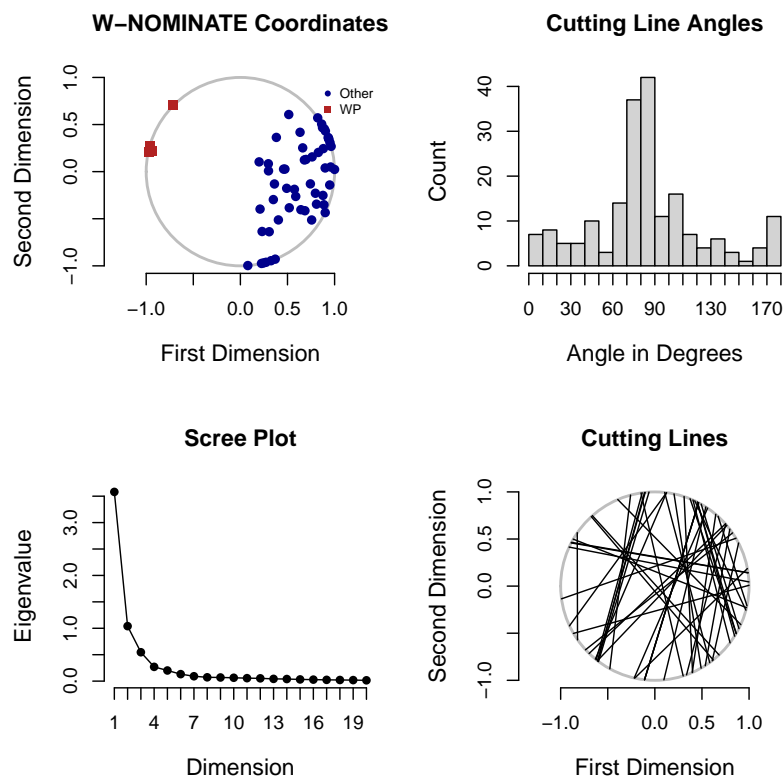 W−NOMINATE Coordinates
Second Dimension
1.0
0.5
0.0
−1.0
Other
WP
−1.0 0.0 0.5 1.0
First Dimension
Cutting Line Angles
Count
40
30
20
10
0
0 30 60 90 130 170
Angle in Degrees
Scree Plot
Eigenvalue
3.0
2.0
1.0
0.0
1 4 7 10 13 16 19
Dimension
Cutting Lines
Second Dimension
1.0
0.5
0.0
−1.0
−1.0 0.0 0.5 1.0
First Dimension